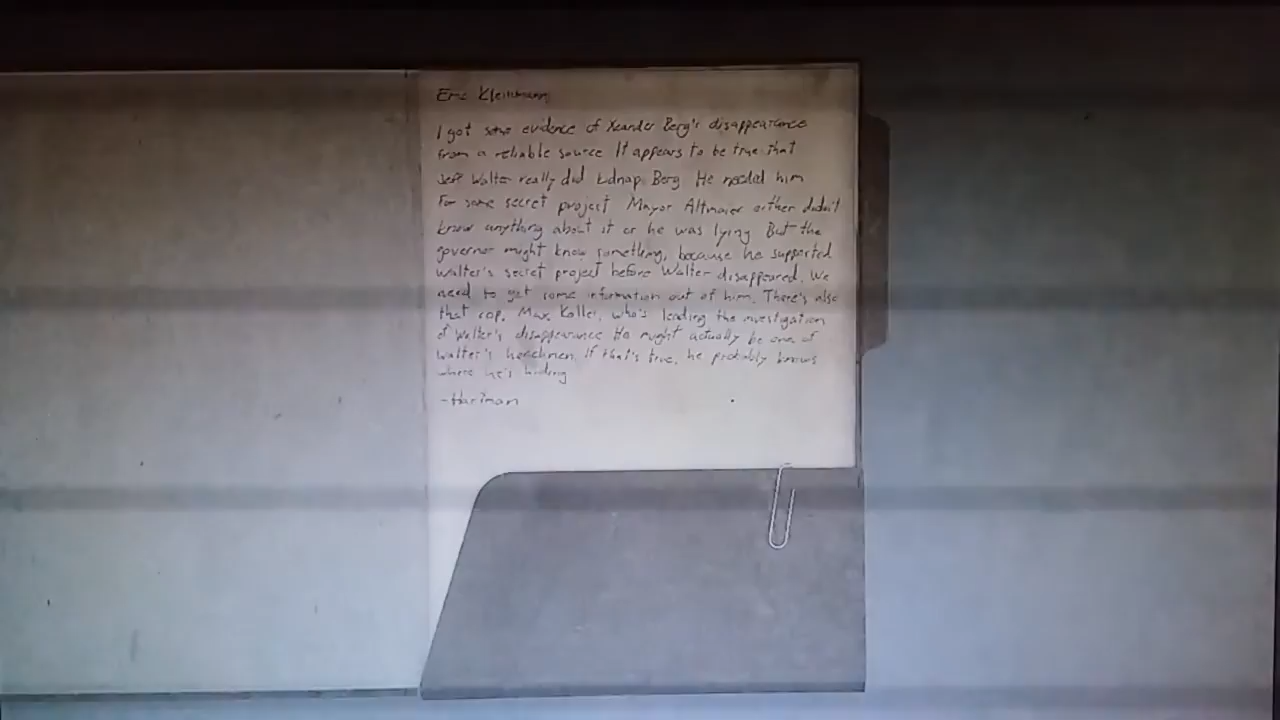 Eric Kleinmann
I got some evidence of Xeander Berg's disappearance
from a reliable source It appears to be true that
Jeff Walter really did kidnap Berg He needed him
For some secret project Mayor Altmaier either didn't
know anything about it or he was lying But the
governor might know something, because he supported
Walter's secret project before Walter disappeared. We
need to get some information out of him. There's also
that cop, Max Koller, who's leading the investigation
of Walter's disappearance He might actually be one of
Walter's henchmen. If that's true, he probably knows
where he's hiding
-Hartman